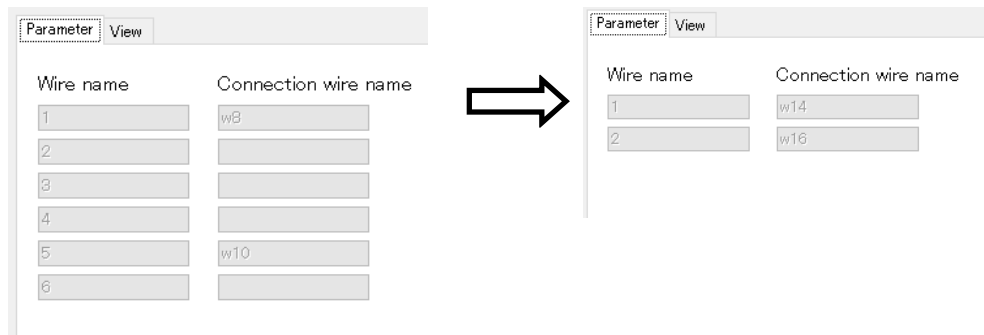 Parameter View
Wire name Connection wire name
1 w8
2
3
4
5 w10
6
Parameter View
Wire name Connection wire name
1 w14
2 w16